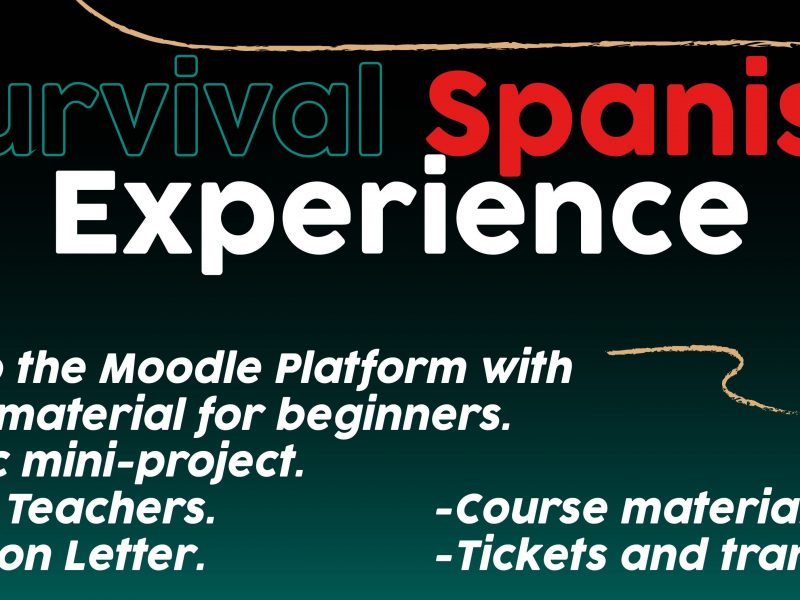 urvival Spanis
Experience
the Moodle Platform with
material for beginners.
mini-project.
Teachers.
on Letter.
-Course materia
-Tickets and tran